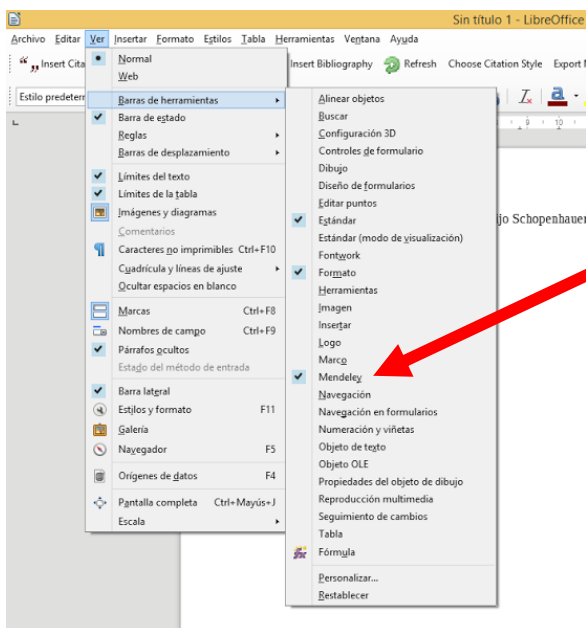 Sin título 1 - LibreOffice
Archivo Editar Ver Insertar Formato Estilos Tabla Herramientas Ventana Ayuda
Insert Cita
Insert Bibliography Refresh Choose Citation Style Export
Estilo predeter
9 10
jo Schopenhauer
Normal
Web
Barras de herramientas
Barra de estado
Reglas
Barras de desplazamiento
Límites del texto
Límites de la tabla
Imágenes y diagramas
Comentarios
Caracteres no imprimibles Ctrl+F10
Cuadrícula y líneas de ajuste
Ocultar espacios en blanco
Marcas Ctrl+F8
Nombres de campo Ctrl+F9
Párrafos ocultos
Estado del método de entrada
Barra lateral
Estilos y formato F11
Galería
Navegador F5
Orígenes de datos F4
Pantalla completa Ctrl+Mayús+J
Escala
Alinear objetos
Buscar
Configuración 3D
Controles de formulario
Dibujo
Diseño de formularios
Editar puntos
Estándar
Estándar (modo de visualización)
Fontwork
Formato
Herramientas
Imagen
Insertar
Logo
Marco
Mendeley
Navegación
Navegación en formularios
Numeración y viñetas
Objeto de texto
Objeto OLE
Propiedades del objeto de dibujo
Reproducción multimedia
Seguimiento de cambios
Tabla
Fórmula
Personalizar...
Restablecer